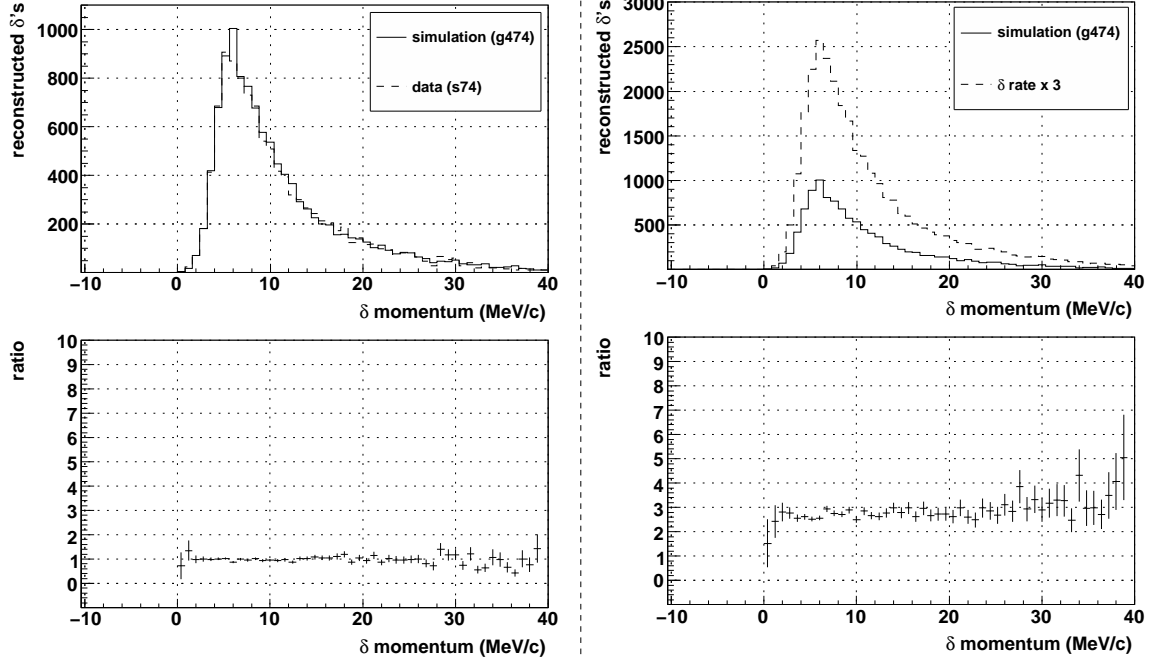 reconstructed δ's
1000
800
600
400
200
simulation (g474)
data (s74)
−10 0 10 20 30 40
δ momentum (MeV/c)
reconstructed δ's
3000
2500
2000
1500
1000
500
0
simulation (g474)
δ rate x 3
−10 0 10 20 30 40
δ momentum (MeV/c)
ratio
10
9
8
7
6
5
4
3
2
1
0
−10 0 10 20 30 40
δ momentum (MeV/c)
ratio
10
9
8
7
6
5
4
3
2
1
0
−10 0 10 20 30 40
δ momentum (MeV/c)